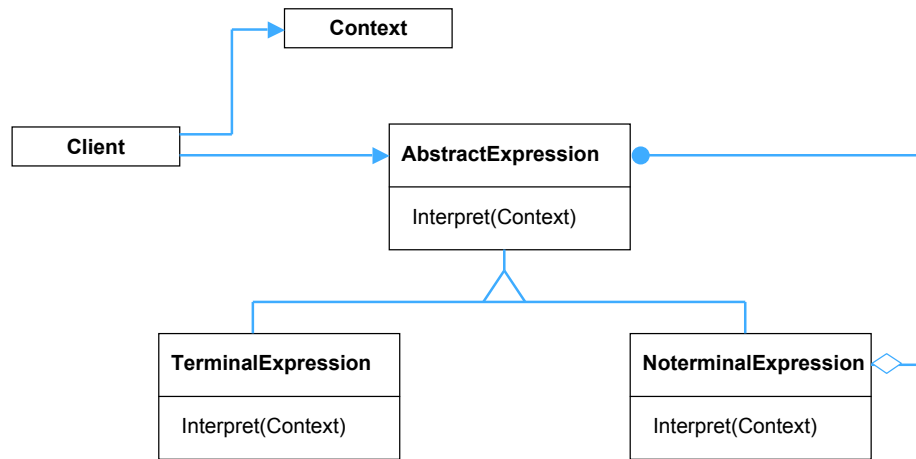 Context
Client
AbstractExpression
Interpret(Context)
TerminalExpression
Interpret(Context)
NoterminalExpression
Interpret(Context)